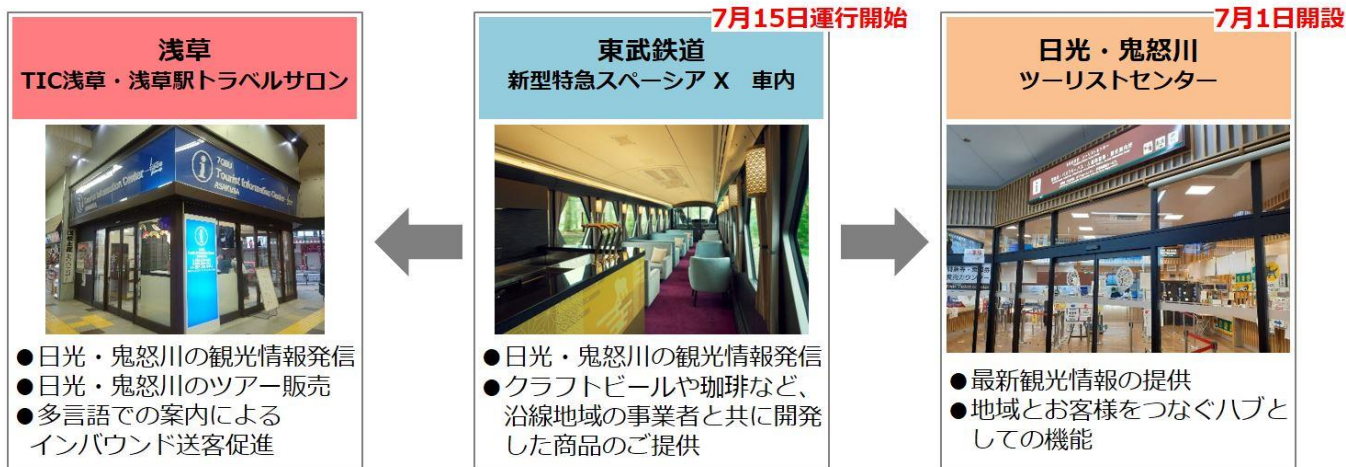 浅草
TIC浅草・浅草駅トラベルサロン
TOBU
Tourist Information Center
ASAKUSA
Tourist Information Center
●日光・鬼怒川の観光情報発信
●日光・鬼怒川のツアー販売
●多言語での案内による
インバウンド送客促進
7月15日運行開始
東武鉄道
新型特急スペーシア X 車内
●日光・鬼怒川の観光情報発信
●クラフトビールや珈琲など、
沿線地域の事業者と共に開発
した商品のご提供
7月1日開設
日光・鬼怒川
ツーリストセンター
●最新観光情報の提供
●地域とお客様をつなぐハブと
しての機能